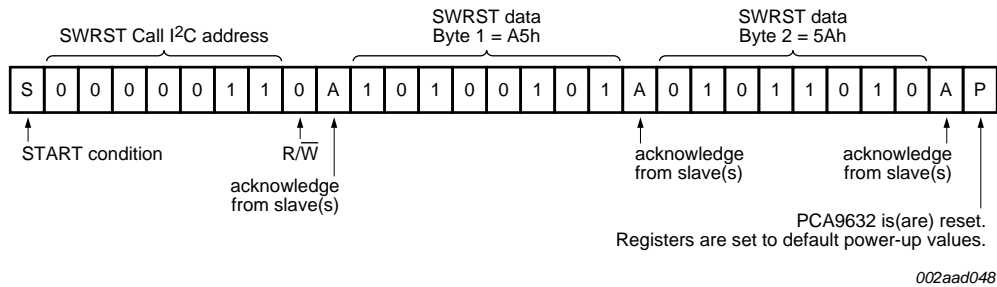 SWRST Call I2C address
SWRST data
Byte 1 = A5h
SWRST data
Byte 2 = 5Ah
S 0 0 0 0 0 1 1 0 A 1 0 1 0 0 1 0 1 A 0 1 0 1 1 0 1 0 A P
START condition
R/W̅
acknowledge
from slave(s)
acknowledge
from slave(s)
acknowledge
from slave(s)
PCA9632 is(are) reset.
Registers are set to default power-up values.
002aad048